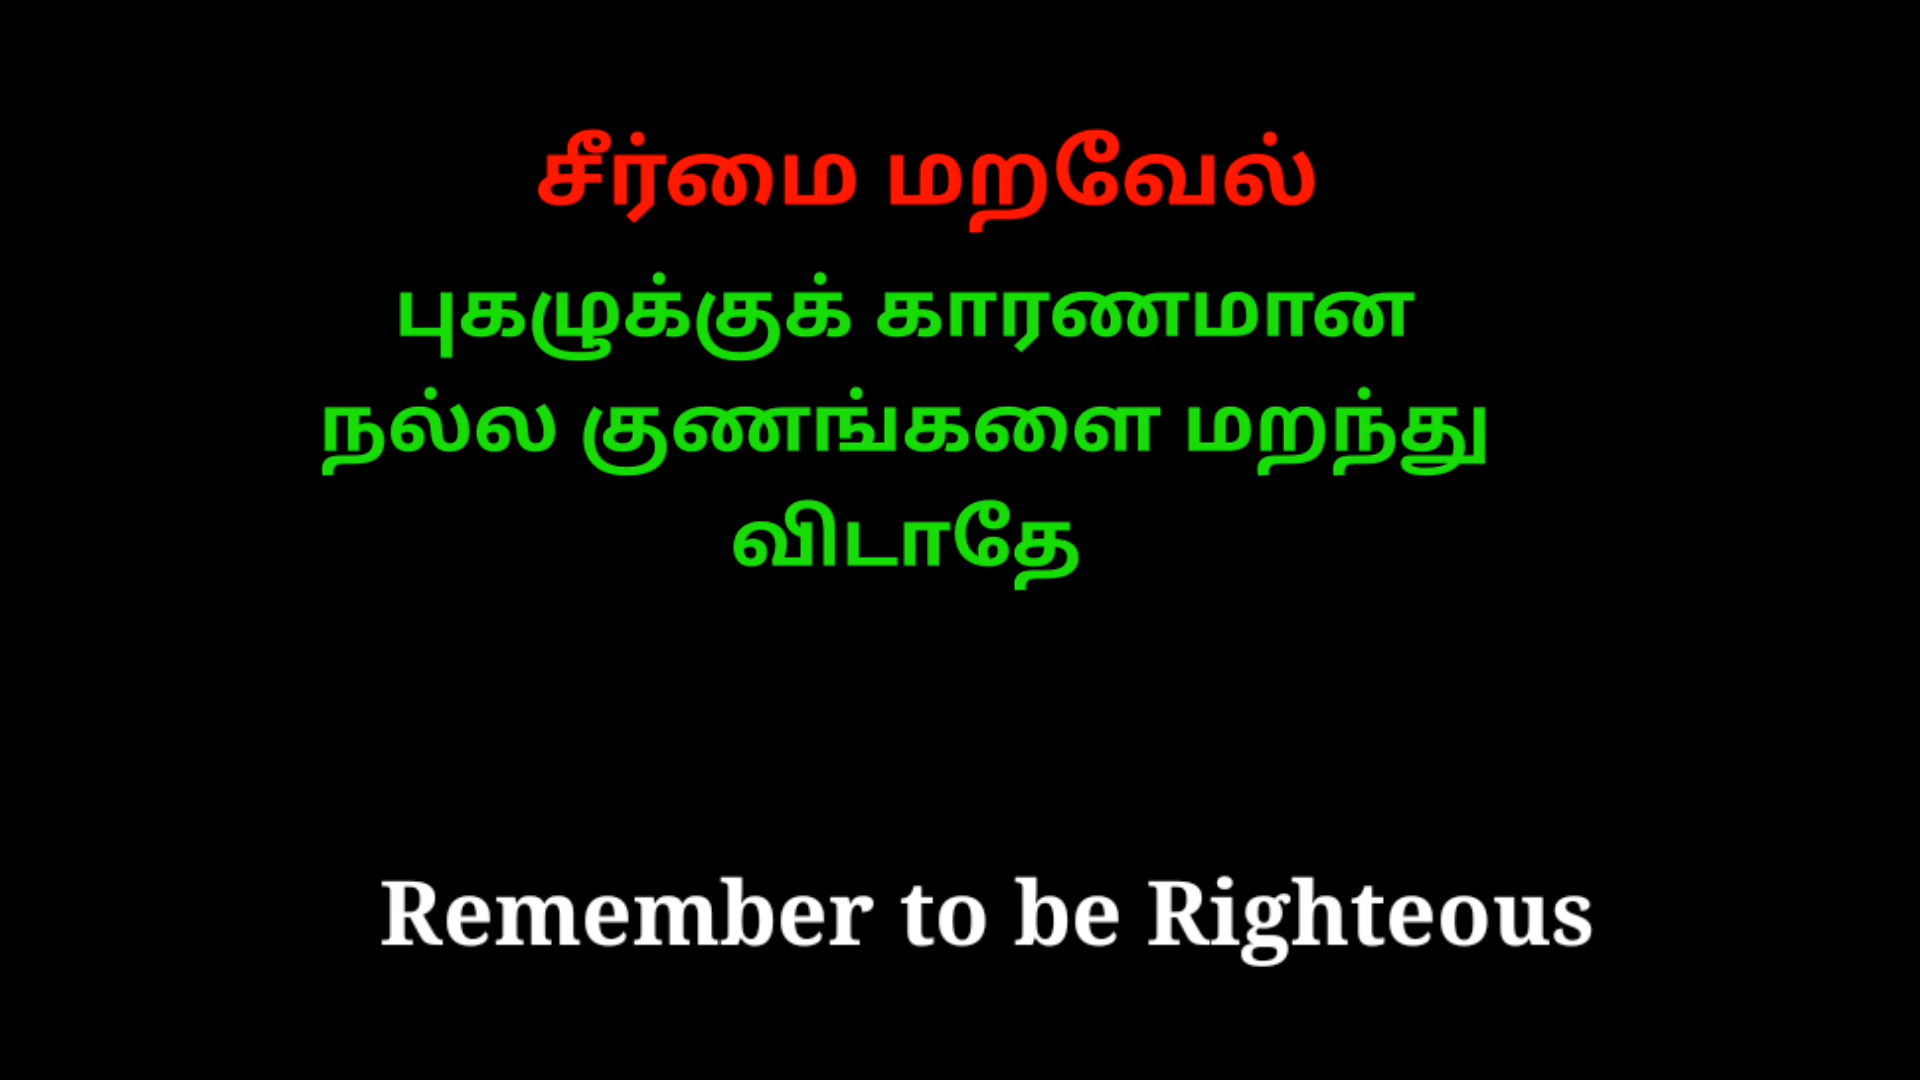 சீர்மை மறவேல்
புகழுக்குக் காரணமான
நல்ல குணங்களை மறந்து
விடாதே
Remember to be Righteous